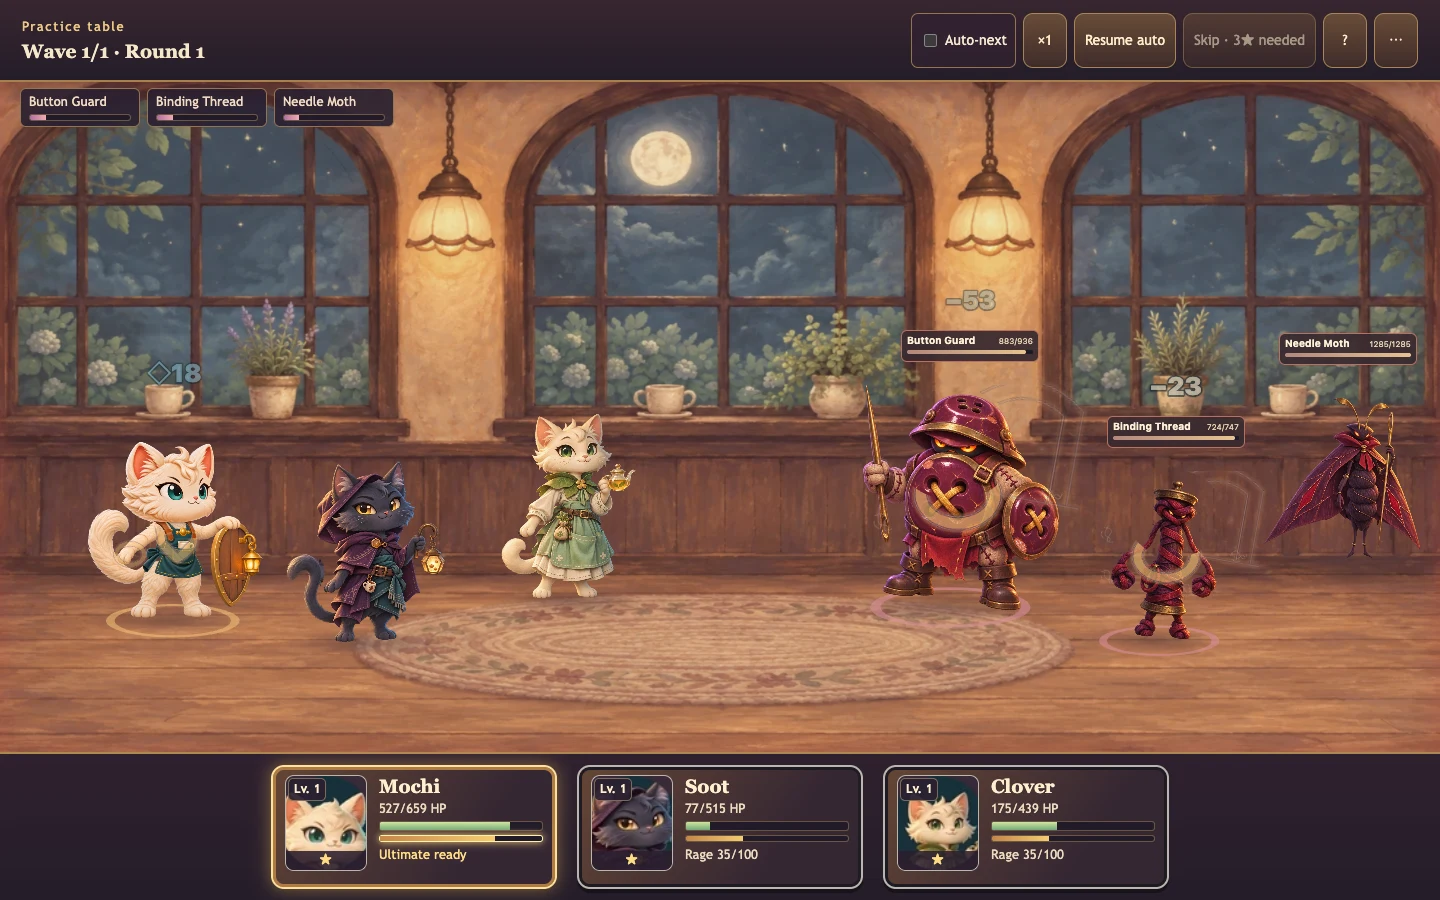 Practice table
Wave 1/1 · Round 1
Auto-next
×1
Resume auto
Skip · 3★ needed
?
···
Button Guard
Binding Thread
Needle Moth
◇18
−53
Button Guard 883/936
−23
Binding Thread 724/747
Needle Moth 1285/1285
Lv. 1
Mochi
527/659 HP
Ultimate ready
Lv. 1
Soot
77/515 HP
Rage 35/100
Lv. 1
Clover
175/439 HP
Rage 35/100